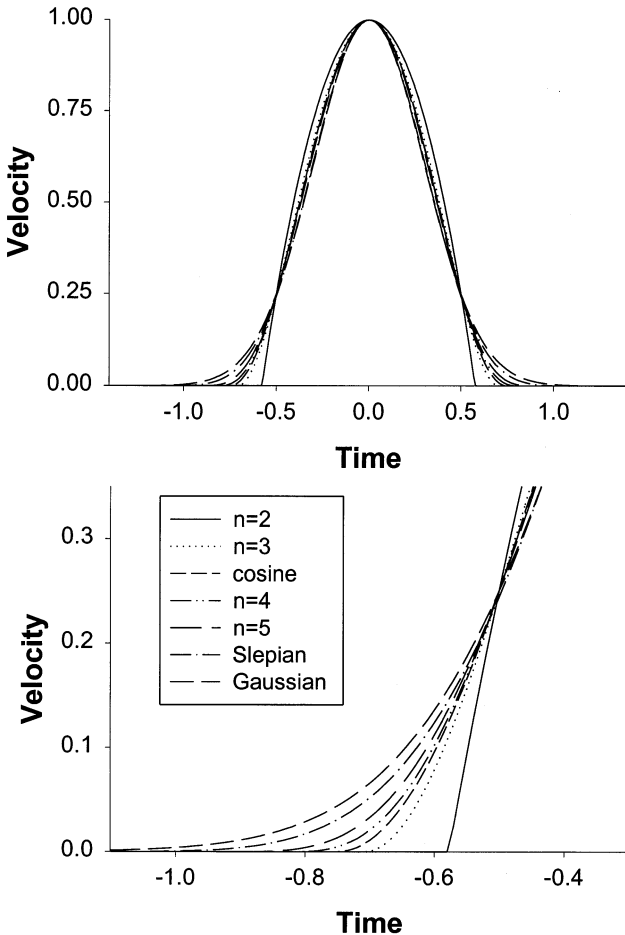 1.00
0.75
0.50
0.25
0.00
Velocity
-1.0 -0.5 0.0 0.5 1.0
Time
0.3
0.2
0.1
0.0
Velocity
n=2
n=3
cosine
n=4
n=5
Slepian
Gaussian
-1.0 -0.8 -0.6 -0.4
Time